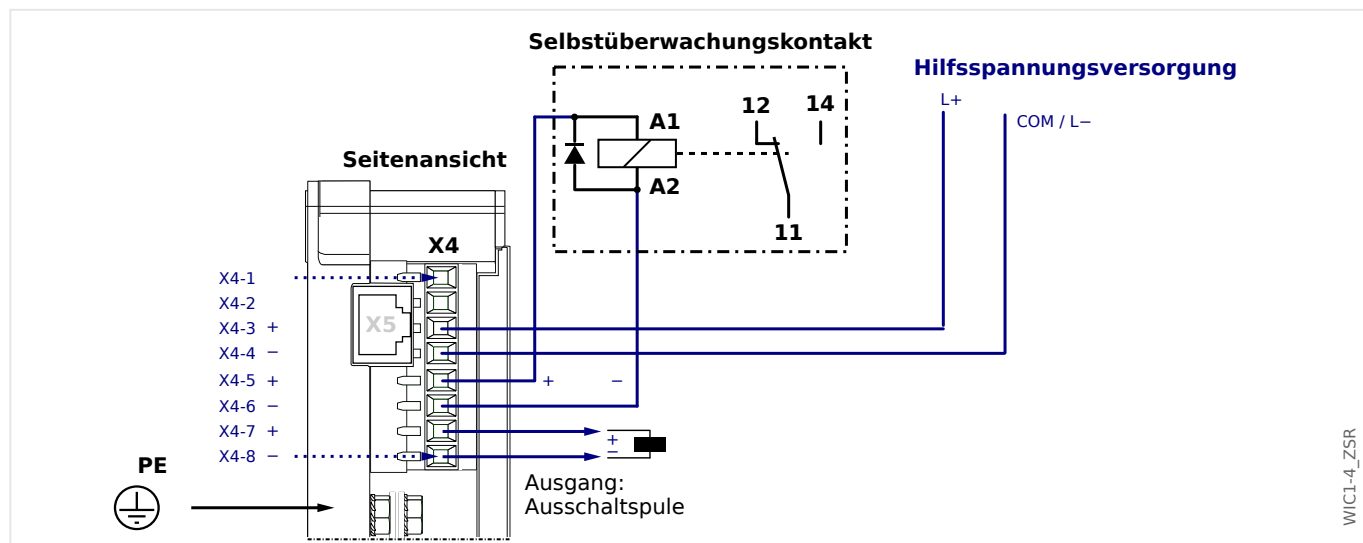 Selbstüberwachungskontakt
Hilfsspannungsversorgung
L+
COM / L−
12
14
A1
A2
11
Seitenansicht
X4
X5
X4-1
X4-2
X4-3 +
X4-4 −
X4-5 +
X4-6 −
X4-7 +
X4-8 −
+ −
+
−
Ausgang:
Ausschaltspule
PE
WIC1-4_ZSR